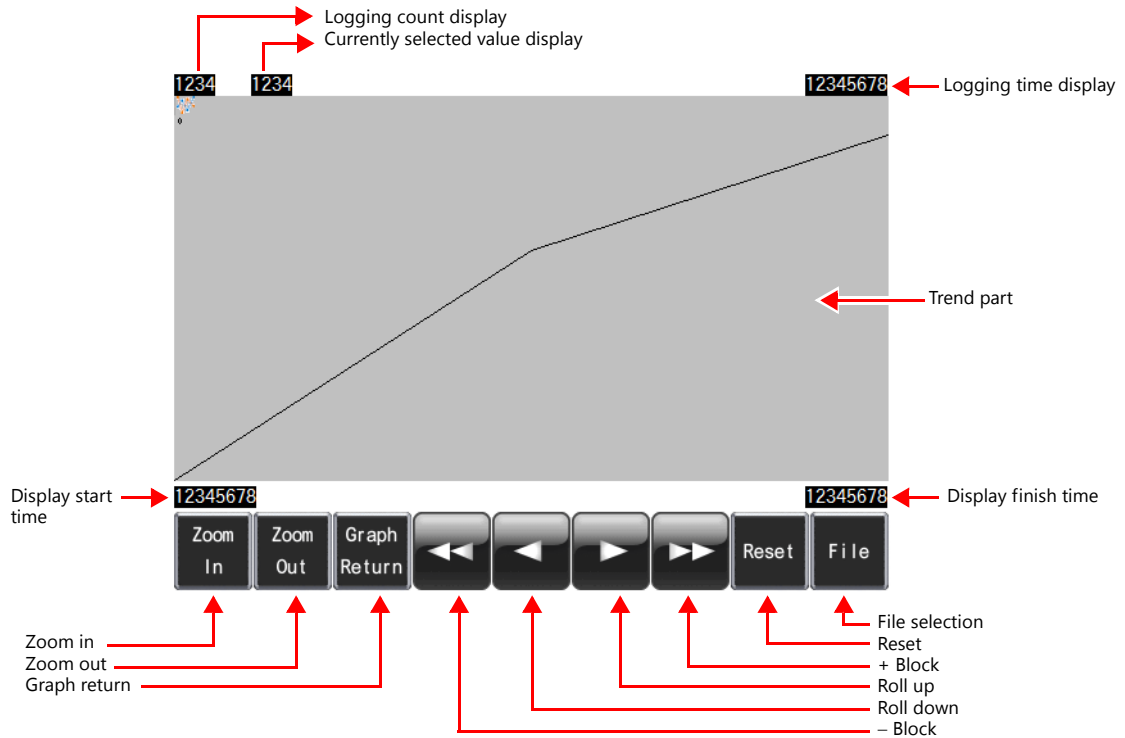 Logging count display
Currently selected value display
1234
1234
12345678
Logging time display
0
Trend part
Display start
time
12345678
12345678
Display finish time
Zoom
In
Zoom
Out
Graph
Return
Reset
File
Zoom in
Zoom out
Graph return
File selection
Reset
+ Block
Roll up
Roll down
– Block